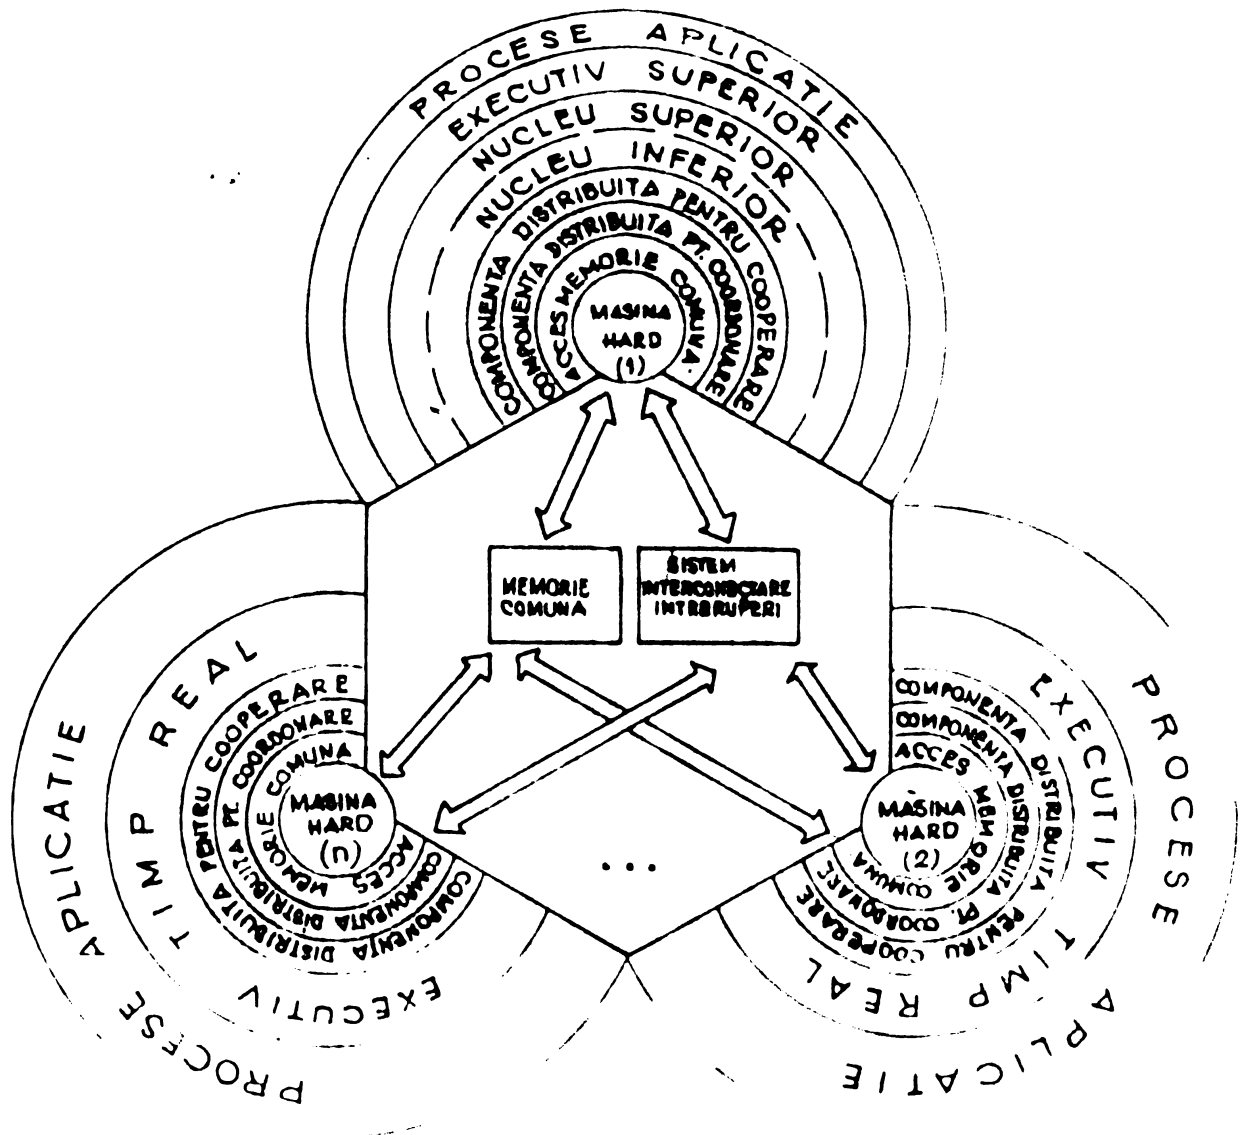 PROCESE APLICATIE
EXECUTIV SUPERIOR
NUCLEU SUPERIOR
NUCLEU INFERIOR
COMPONENTA DISTRIBUITA PENTRU COOPERARE
COMPONENTA DISTRIBUITA PT. COORDONARE
ACCES MEMORIE COMUNA
MASINA
HARD
(1)
MEMORIE
COMUNA
SISTEM
INTERCONECTARE
INTRERUPERI
PROCESE APLICATIE
EXECUTIV TIMP REAL
COMPONENTA DISTRIBUITA PENTRU COOPERARE
COMPONENTA DISTRIBUITA PT. COORDONARE
ACCES MEMORIE COMUNA
MASINA
HARD
(n)
...
PROCESE APLICATIE
EXECUTIV TIMP REAL
COMPONENTA DISTRIBUITA PENTRU COOPERARE
COMPONENTA DISTRIBUITA PT. COORDONARE
ACCES MEMORIE COMUNA
MASINA
HARD
(2)